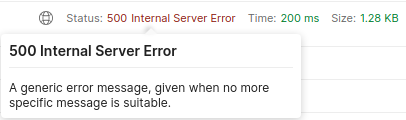 Status: 500 Internal Server Error Time: 200 ms Size: 1.28 KB
500 Internal Server Error
A generic error message, given when no more
specific message is suitable.